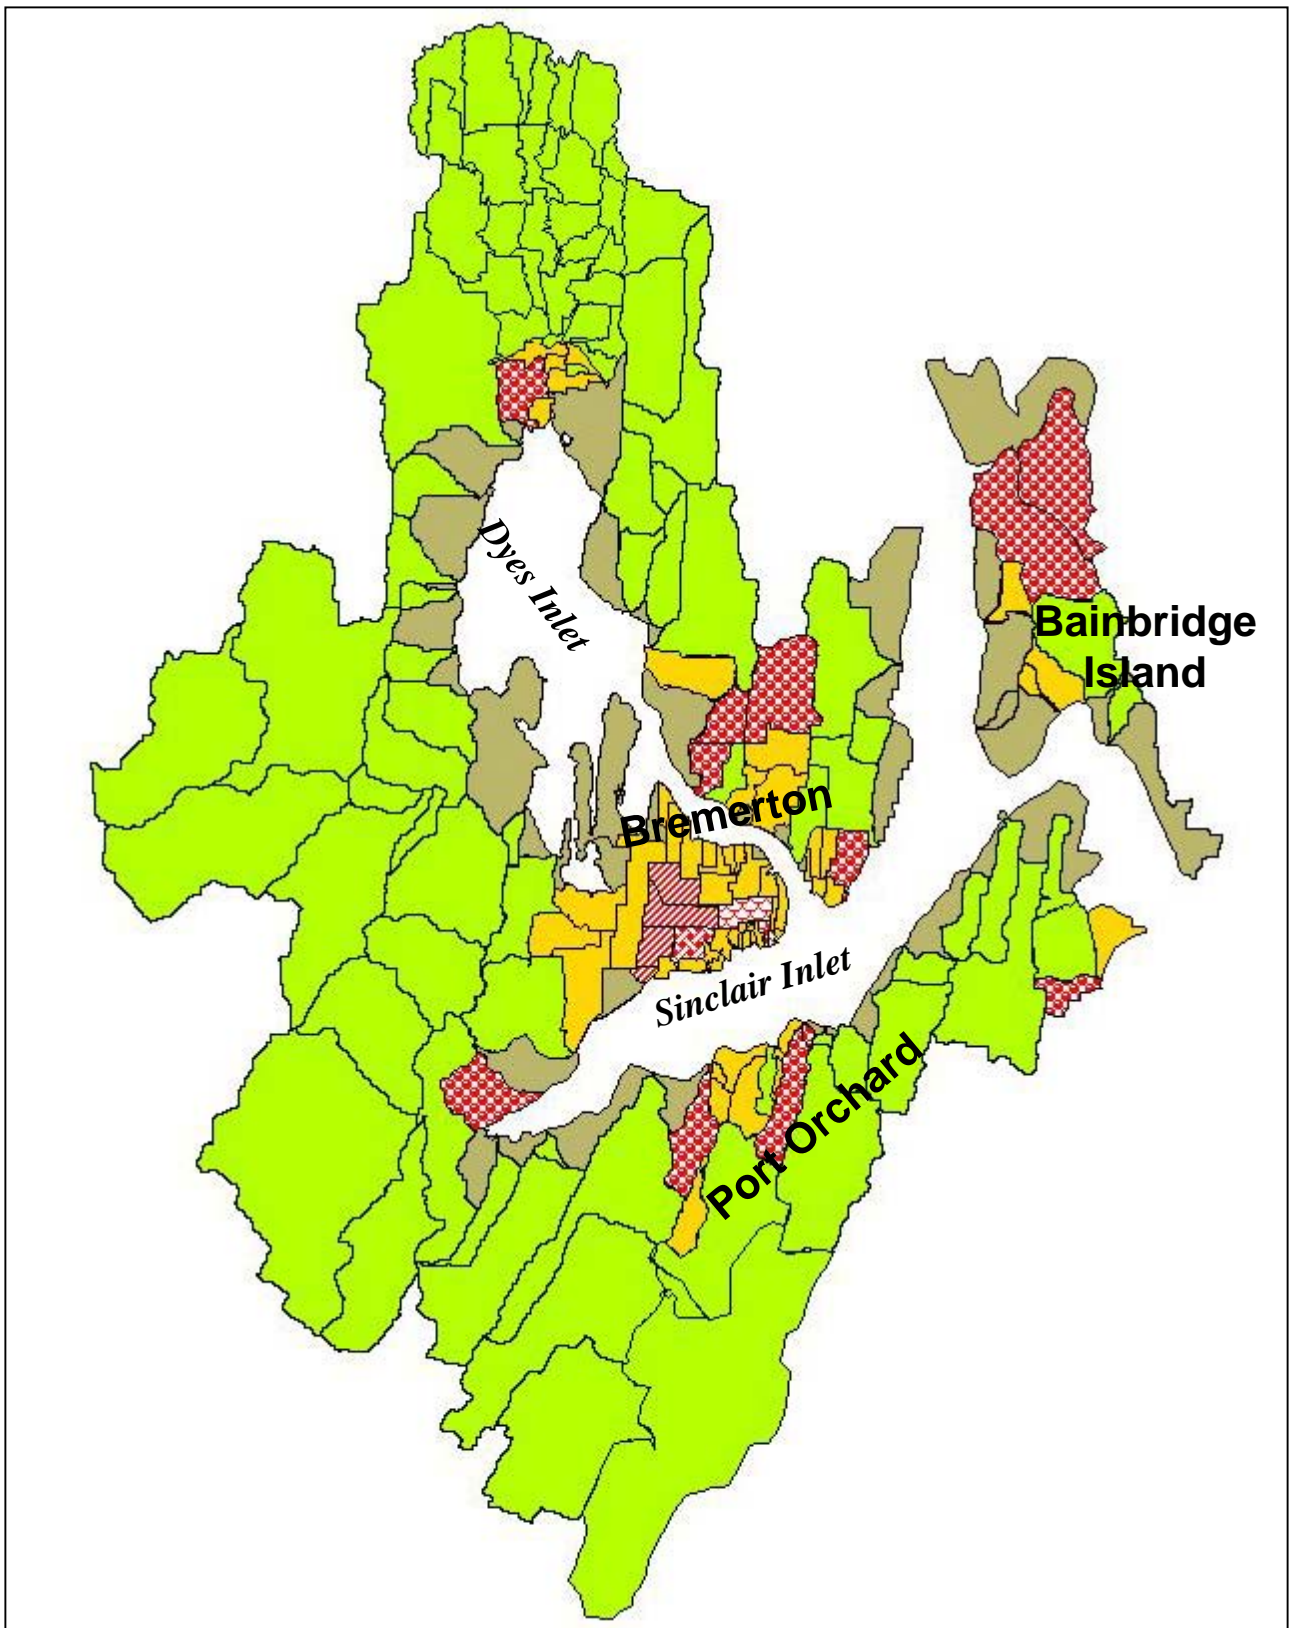 Dyes Inlet
Bainbridge
Island
Bremerton
Sinclair Inlet
Port Orchard